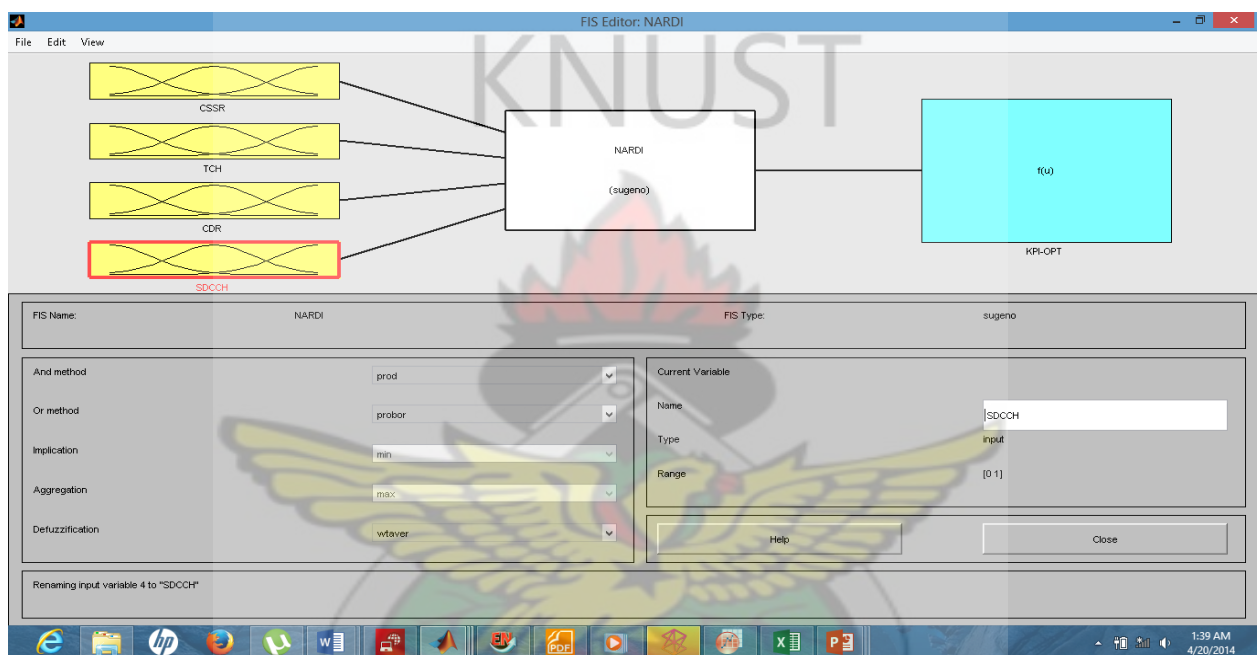 FIS Editor: NARDI
File Edit View
KNUST
CSSR
TCH
CDR
SDCCH
NARDI
(sugeno)
f(u)
KPI-OPT
FIS Name: NARDI FIS Type: sugeno
And method prod
Or method probor
Implication min
Aggregation max
Defuzzification wtaver
Current Variable
Name SDCCH
Type input
Range [0 1]
Help Close
Renaming input variable 4 to "SDCCH"
1:39 AM
4/20/2014